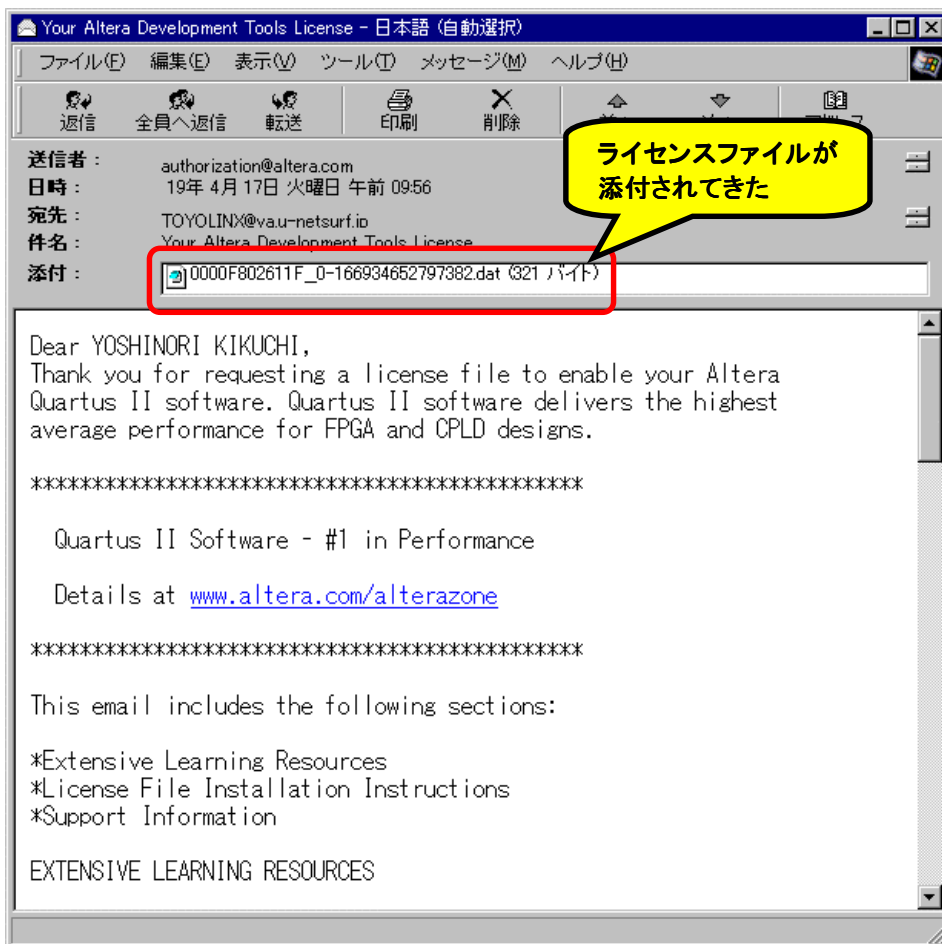 Your Altera Development Tools License - 日本語 (自動選択)
ファイル(F) 編集(E) 表示(V) ツール(T) メッセージ(M) ヘルプ(H)
返信 全員へ返信 転送 印刷 削除
ライセンスファイルが
添付されてきた
送信者： authorization@altera.com
日時： 19年 4月 17日 火曜日 午前 09:56
宛先： TOYOLINX@va.u-netsurf.jp
件名： Your Altera Development Tools License
添付： 0000F802611F_0-166934652797382.dat (321 バイト)
Dear YOSHINORI KIKUCHI,
Thank you for requesting a license file to enable your Altera
Quartus II software. Quartus II software delivers the highest
average performance for FPGA and CPLD designs.
*********************************************
Quartus II Software - #1 in Performance
Details at www.altera.com/alterazone
*********************************************
This email includes the following sections:
*Extensive Learning Resources
*License File Installation Instructions
*Support Information
EXTENSIVE LEARNING RESOURCES